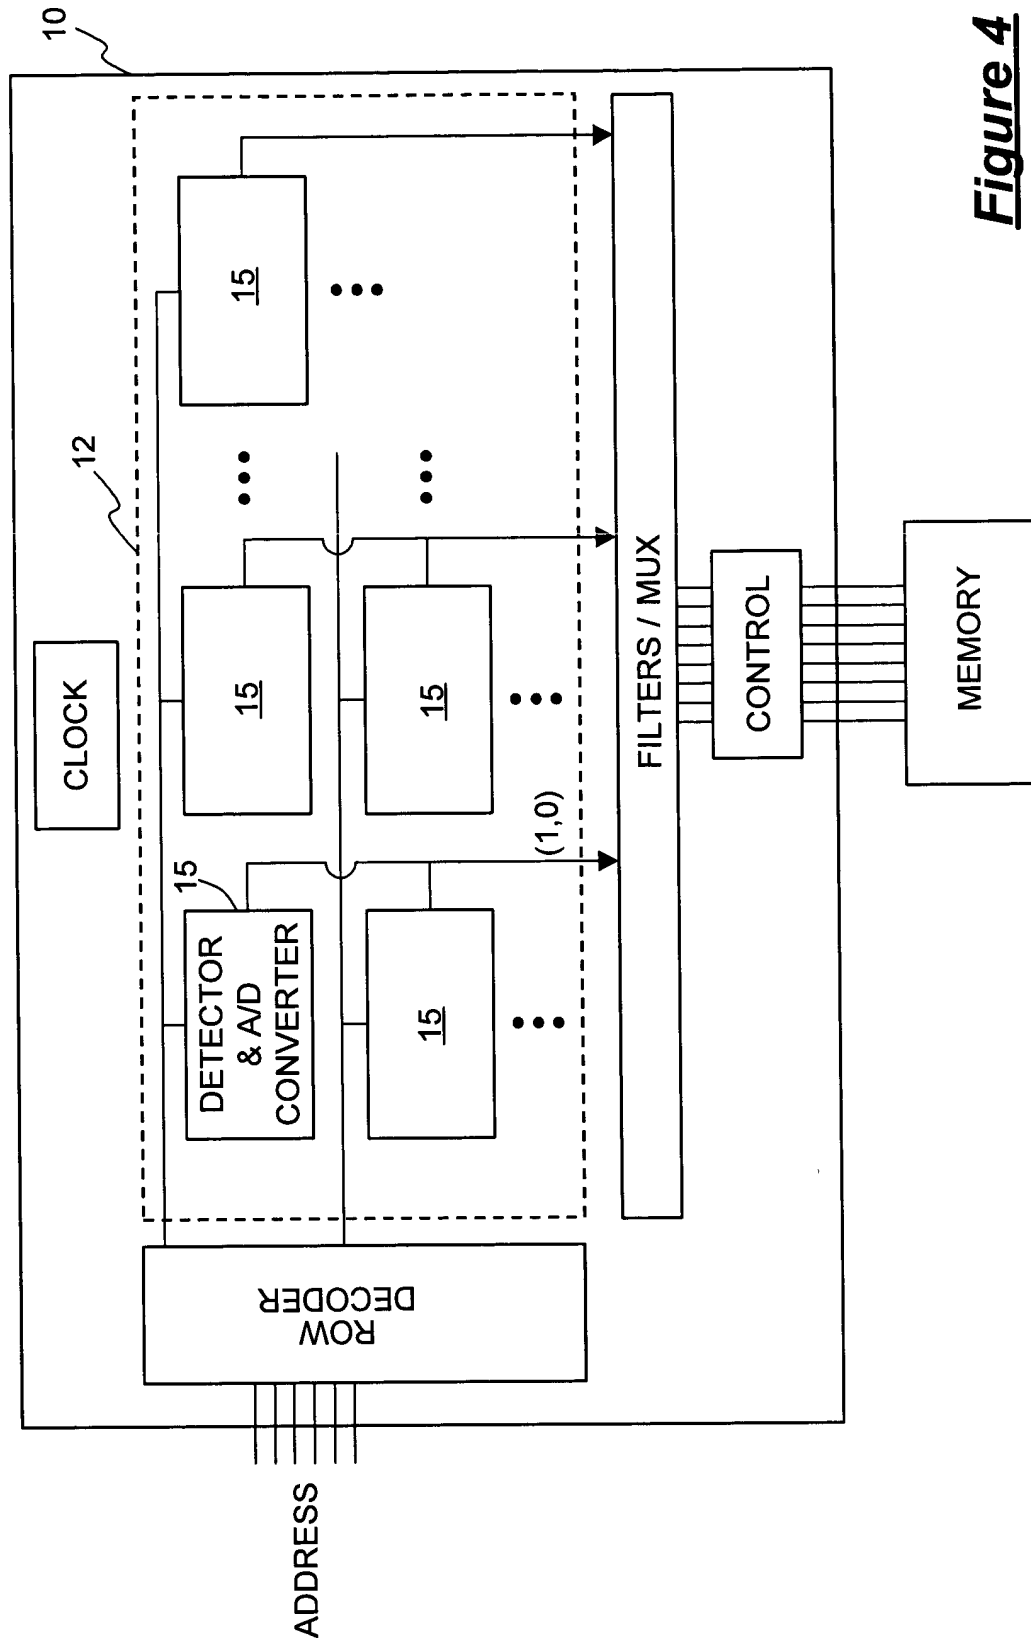 10
12
CLOCK
15
DETECTOR
& A/D
CONVERTER
15
15
15
15
(1,0)
ROW
DECODER
ADDRESS
FILTERS / MUX
CONTROL
MEMORY
Figure 4